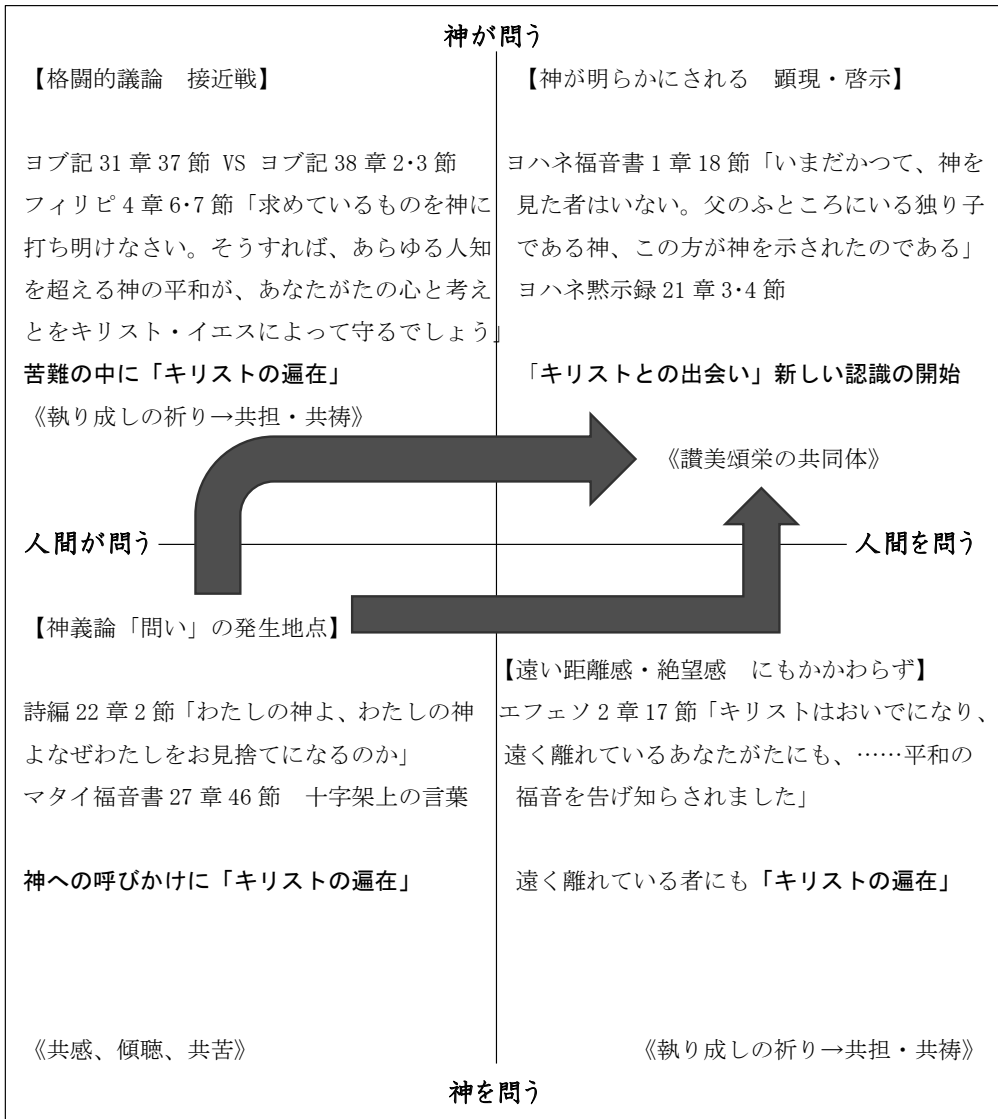 神が問う
【格闘的議論　接近戦】
ヨブ記 31 章 37 節 VS ヨブ記 38 章 2･3 節
フィリピ 4 章 6･7 節「求めているものを神に
打ち明けなさい。そうすれば、あらゆる人知
を超える神の平和が、あなたがたの心と考え
とをキリスト・イエスによって守るでしょう」
苦難の中に「キリストの遍在」
《執り成しの祈り→共担・共祷》
【神が明らかにされる　顕現・啓示】
ヨハネ福音書 1 章 18 節「いまだかつて、神を
見た者はいない。父のふところにいる独り子
である神、この方が神を示されたのである」
ヨハネ黙示録 21 章 3･4 節
「キリストとの出会い」新しい認識の開始
《讃美頌栄の共同体》
人間が問う
人間を問う
【神義論「問い」の発生地点】
詩編 22 章 2 節「わたしの神よ、わたしの神
よなぜわたしをお見捨てになるのか」
マタイ福音書 27 章 46 節　十字架上の言葉
神への呼びかけに「キリストの遍在」
《共感、傾聴、共苦》
【遠い距離感・絶望感　にもかかわらず】
エフェソ 2 章 17 節「キリストはおいでになり、
遠く離れているあなたがたにも、……平和の
福音を告げ知らされました」
遠く離れている者にも「キリストの遍在」
《執り成しの祈り→共担・共祷》
神を問う